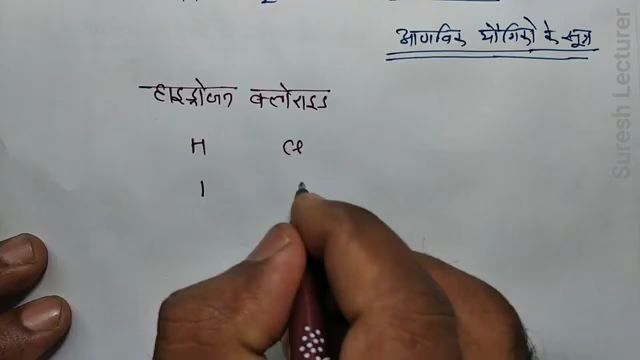 आणविक यौगिको के सूत्र
हाइड्रोजन क्लोराइड
H Cl
1
Suresh Lecturer